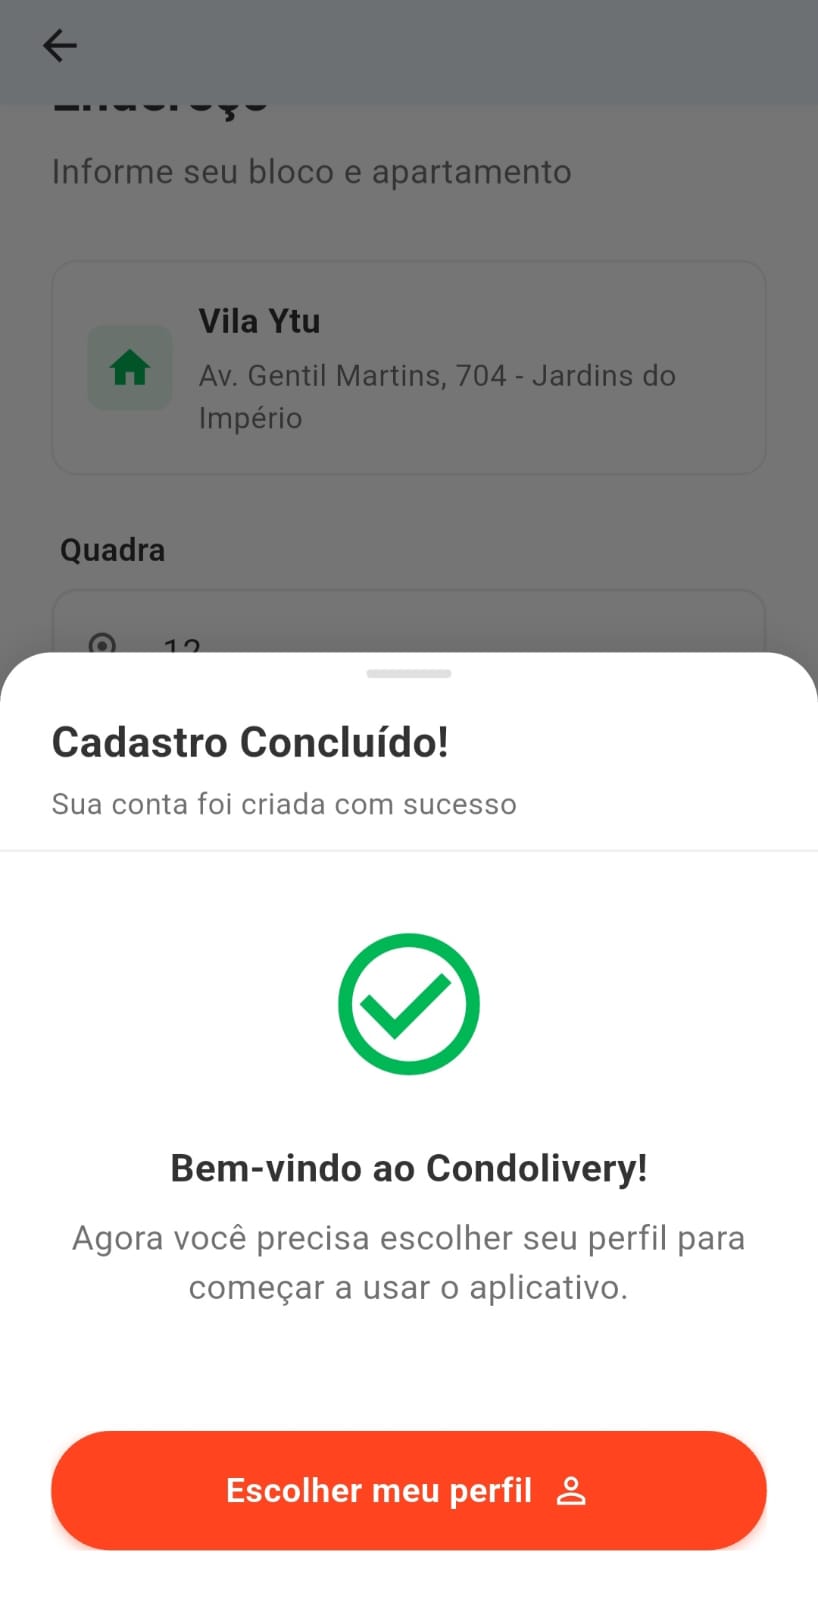 Endereço
Informe seu bloco e apartamento
Vila Ytu
Av. Gentil Martins, 704 - Jardins do
Império
Quadra
12
Cadastro Concluído!
Sua conta foi criada com sucesso
Bem-vindo ao Condolivery!
Agora você precisa escolher seu perfil para
começar a usar o aplicativo.
Escolher meu perfil